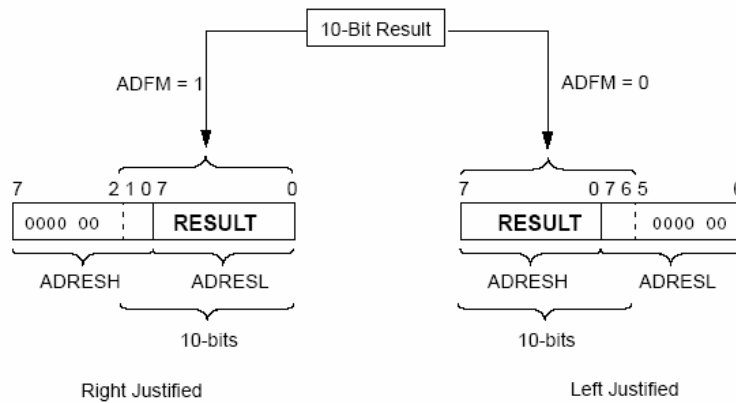 10-Bit Result
ADFM = 1
ADFM = 0
7 2 1 0 7 0
7 0 7 6 5
0000 00 RESULT
RESULT 0000 00
ADRESH ADRESL
ADRESH ADRESL
10-bits
10-bits
Right Justified
Left Justified